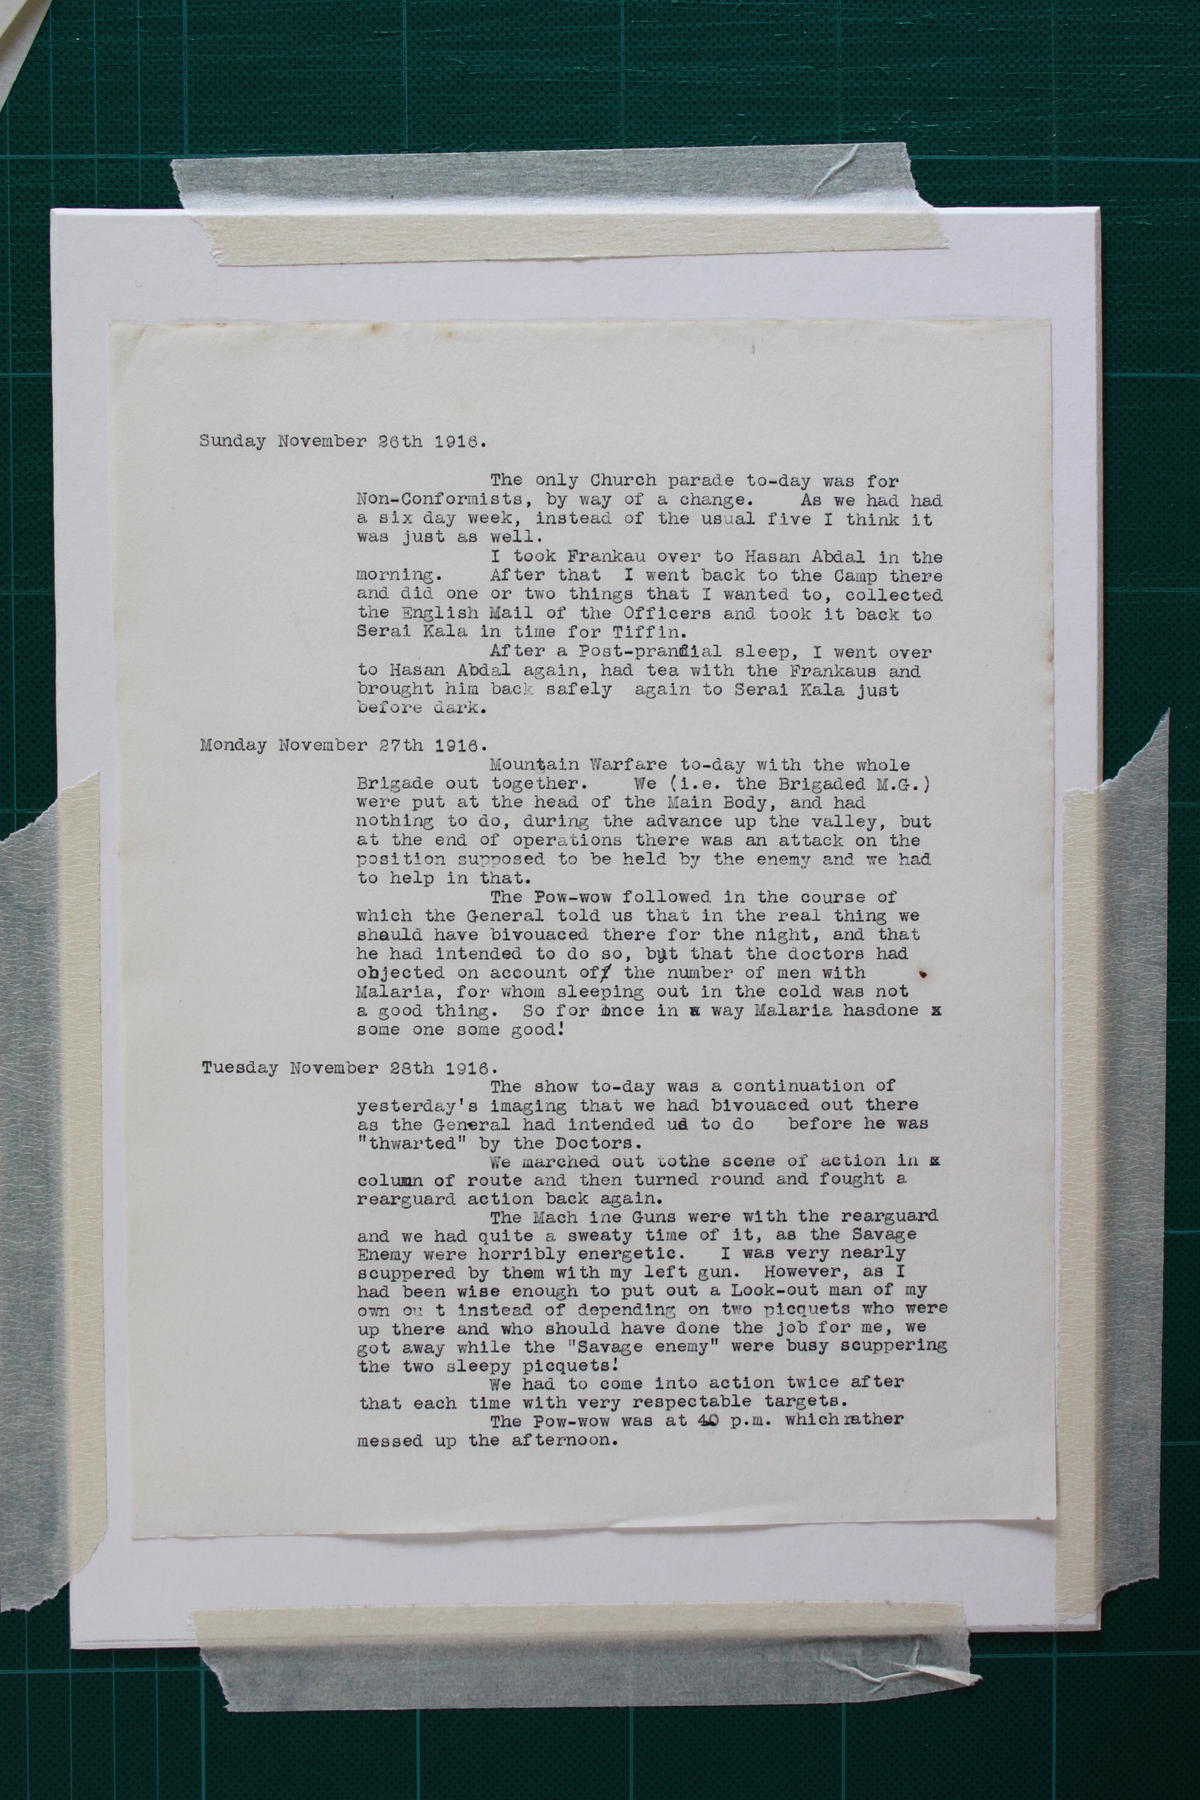 Sunday November 26th 1916.
The only Church parade to-day was for
Non-Conformists, by way of a change. As we had had
a six day week, instead of the usual five I think it
was just as well.
I took Frankau over to Hasan Abdal in the
morning. After that I went back to the Camp there
and did one or two things that I wanted to, collected
the English Mail of the Officers and took it back to
Serai Kala in time for Tiffin.
After a Post-prandial sleep, I went over
to Hasan Abdal again, had tea with the Frankaus and
brought him back safely again to Serai Kala just
before dark.
Monday November 27th 1916.
Mountain Warfare to-day with the whole
Brigade out together. We (i.e. the Brigaded M.G.)
were put at the head of the Main Body, and had
nothing to do, during the advance up the valley, but
at the end of operations there was an attack on the
position supposed to be held by the enemy and we had
to help in that.
The Pow-wow followed in the course of
which the General told us that in the real thing we
should have bivouaced there for the night, and that
he had intended to do so, but that the doctors had
objected on account of the number of men with
Malaria, for whom sleeping out in the cold was not
a good thing. So for once in a way Malaria hasdone x
some one some good!
Tuesday November 28th 1916.
The show to-day was a continuation of
yesterday's imaging that we had bivouaced out there
as the General had intended us to do before he was
"thwarted" by the Doctors.
We marched out tothe scene of action in x
column of route and then turned round and fought a
rearguard action back again.
The Mach ine Guns were with the rearguard
and we had quite a sweaty time of it, as the Savage
Enemy were horribly energetic. I was very nearly
scuppered by them with my left gun. However, as I
had been wise enough to put out a Look-out man of my
own ou t instead of depending on two picquets who were
up there and who should have done the job for me, we
got away while the "Savage enemy" were busy scuppering
the two sleepy picquets!
We had to come into action twice after
that each time with very respectable targets.
The Pow-wow was at p.m. which rather
messed up the afternoon.